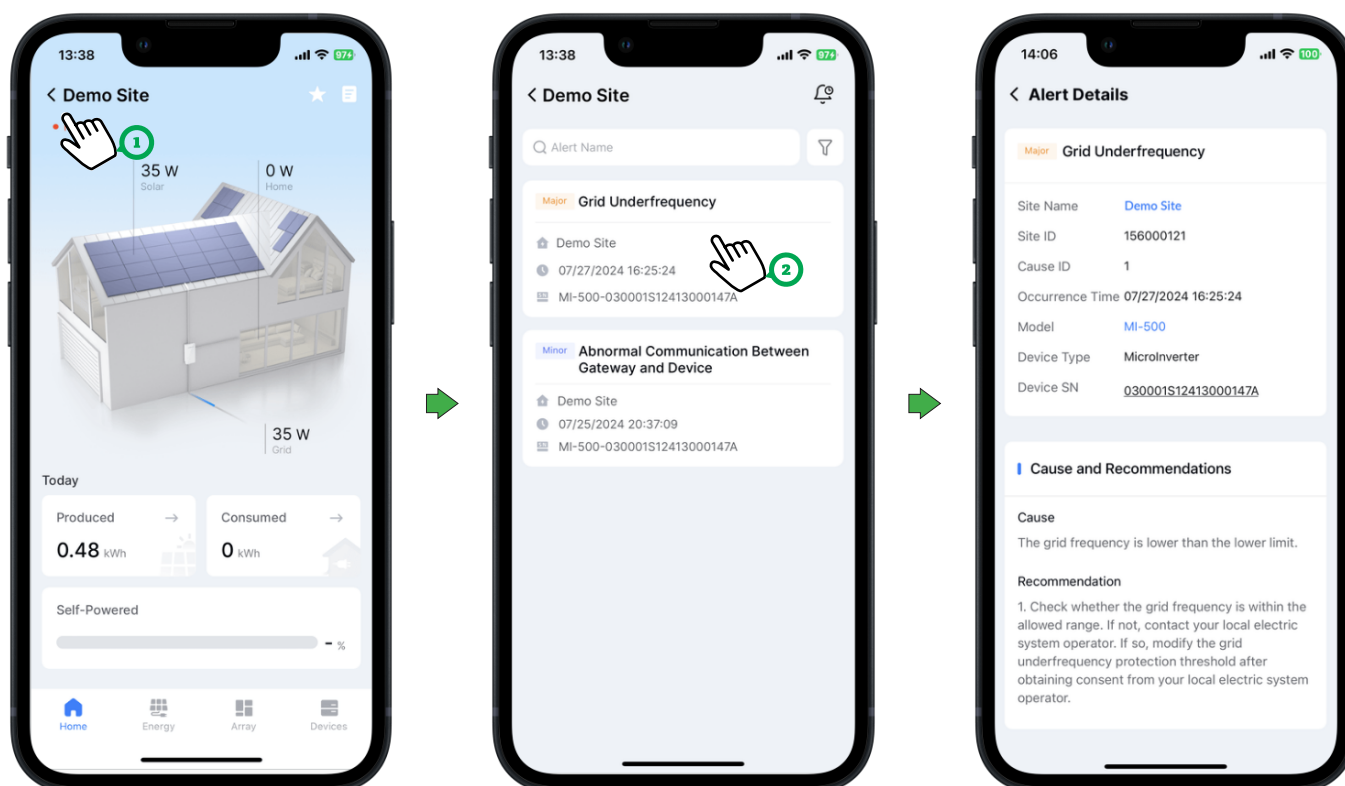 13:38
97+
Demo Site
1
35 W
Solar
0 W
Home
35 W
Grid
Today
Produced
0.48 kWh
Consumed
0 kWh
Self-Powered
- %
Home
Energy
Array
Devices
13:38
97+
Demo Site
Alert Name
Major Grid Underfrequency
Demo Site
07/27/2024 16:25:24
MI-500-030001S12413000147A
2
Minor Abnormal Communication Between
Gateway and Device
Demo Site
07/25/2024 20:37:09
MI-500-030001S12413000147A
14:06
100
Alert Details
Major Grid Underfrequency
Site Name Demo Site
Site ID 156000121
Cause ID 1
Occurrence Time 07/27/2024 16:25:24
Model MI-500
Device Type MicroInverter
Device SN 030001S12413000147A
Cause and Recommendations
Cause
The grid frequency is lower than the lower limit.
Recommendation
1. Check whether the grid frequency is within the
allowed range. If not, contact your local electric
system operator. If so, modify the grid
underfrequency protection threshold after
obtaining consent from your local electric system
operator.